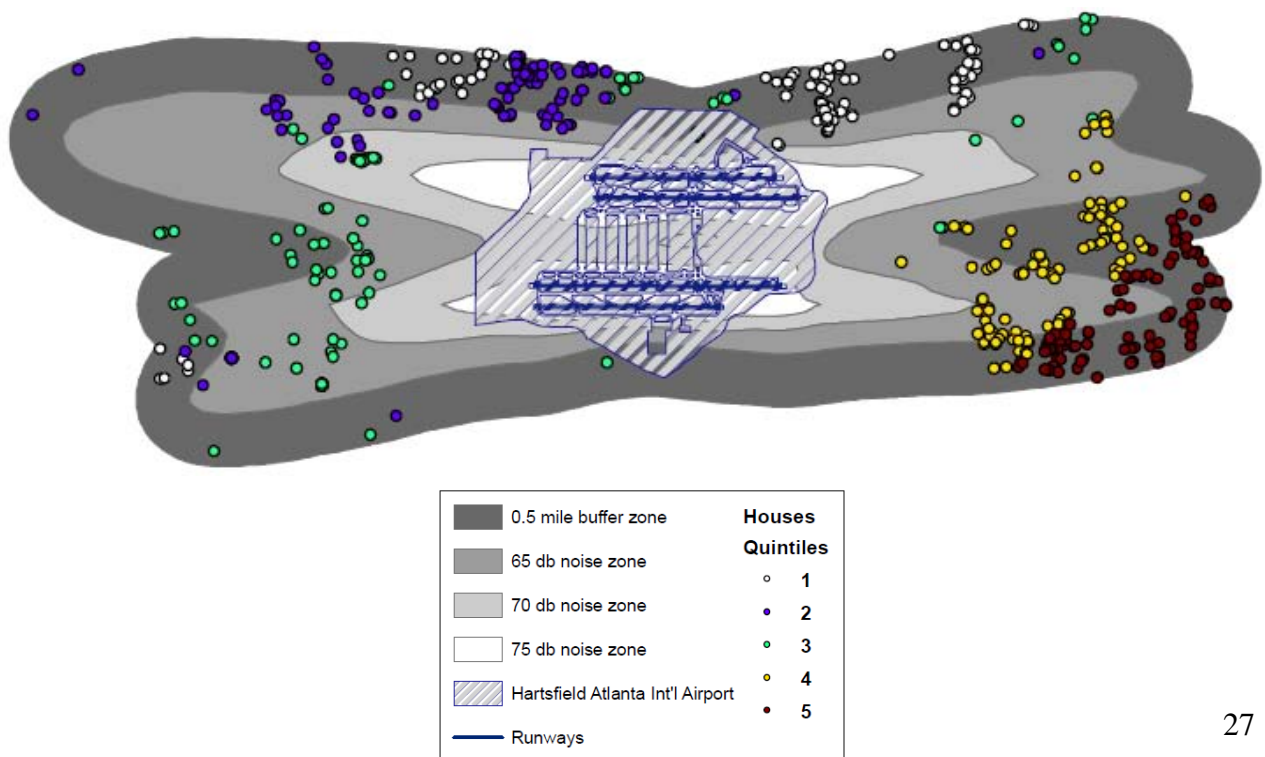 0.5 mile buffer zone
65 db noise zone
70 db noise zone
75 db noise zone
Hartsfield Atlanta Int'l Airport
Runways
Houses
Quintiles
1
2
3
4
5
27